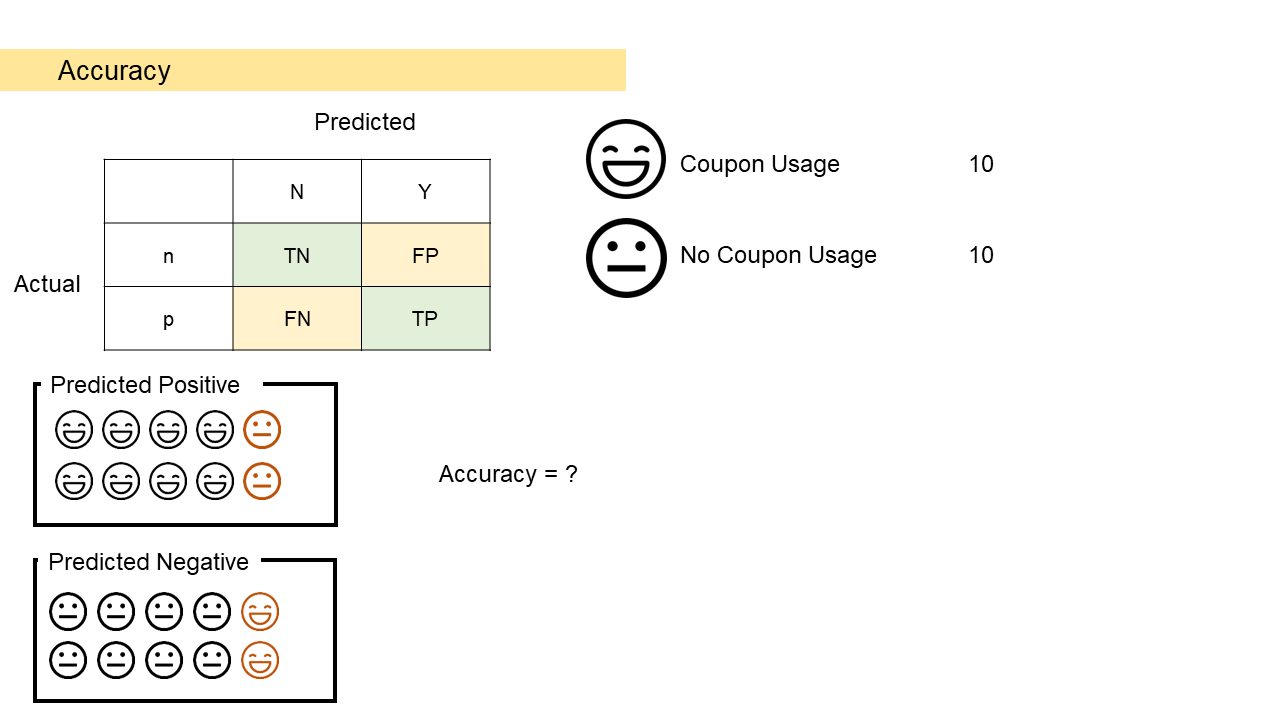 Accuracy
Predicted
N Y
n TN FP
Actual
p FN TP
Coupon Usage 10
No Coupon Usage 10
Predicted Positive
Accuracy = ?
Predicted Negative